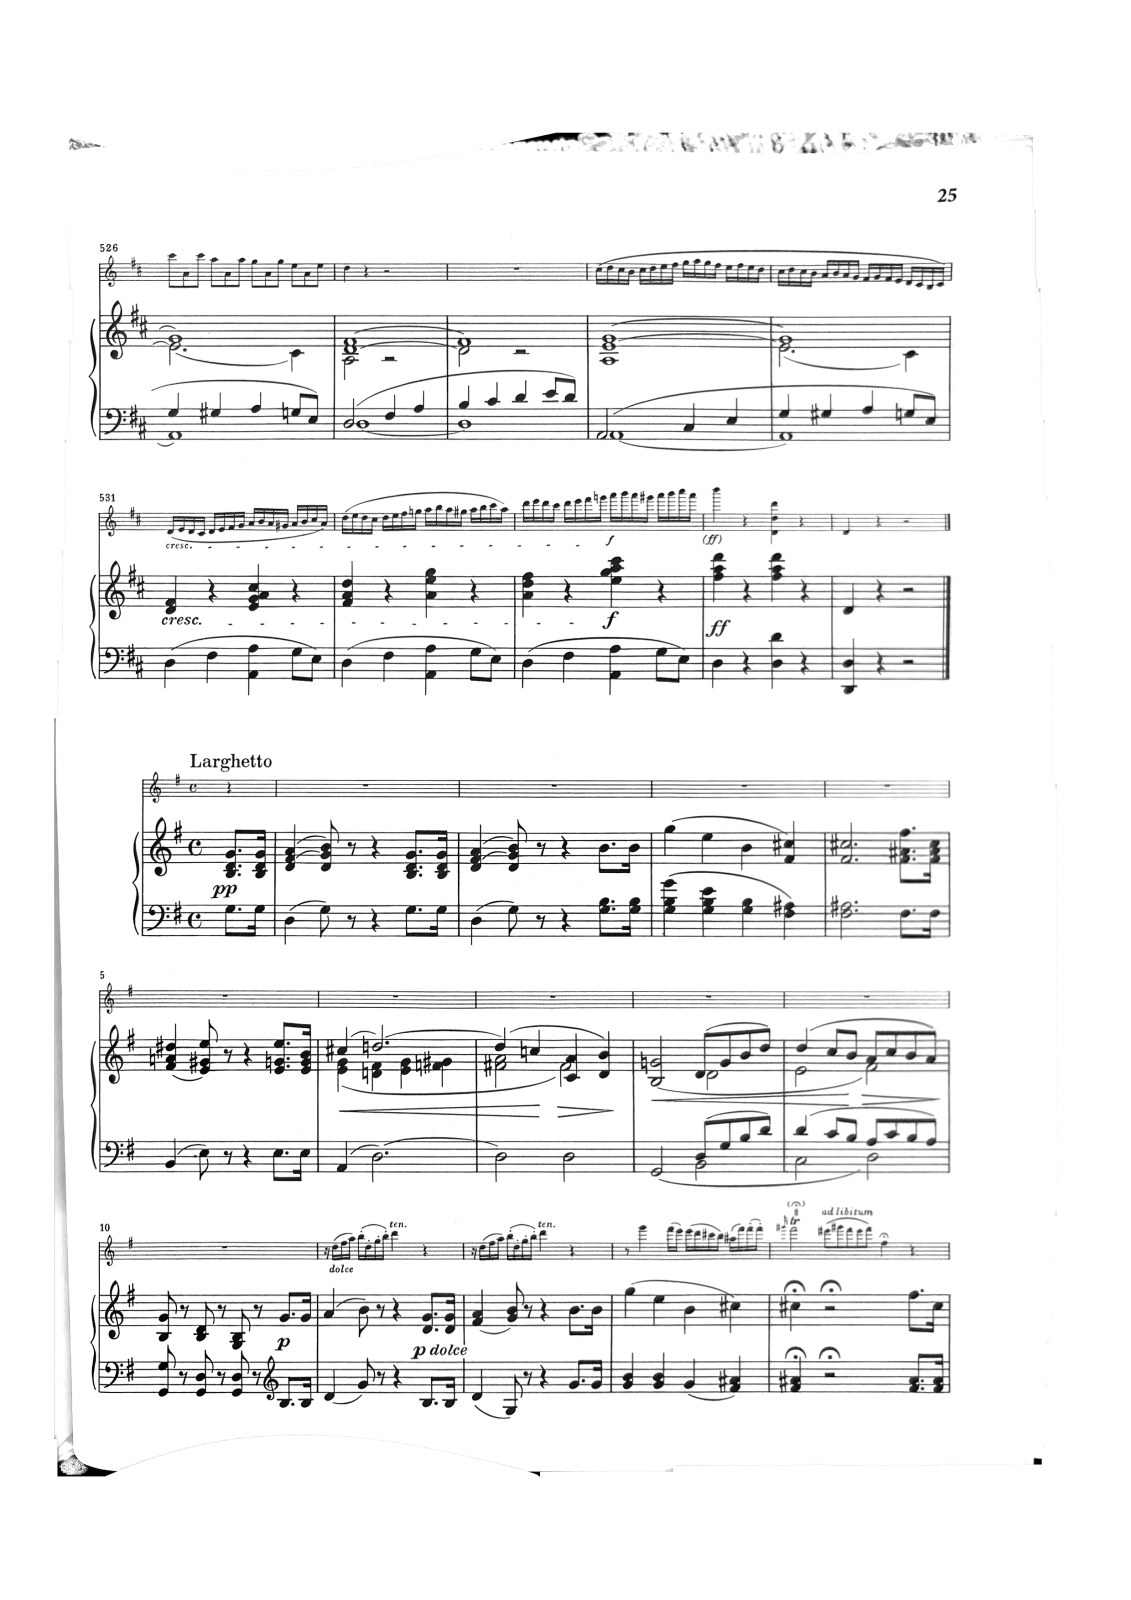 25
526
531
cresc.
f
(ff)
cresc.
f
ff
Larghetto
pp
5
10
ten.
ten.
(
)
tr
ad libitum
dolce
p
p dolce